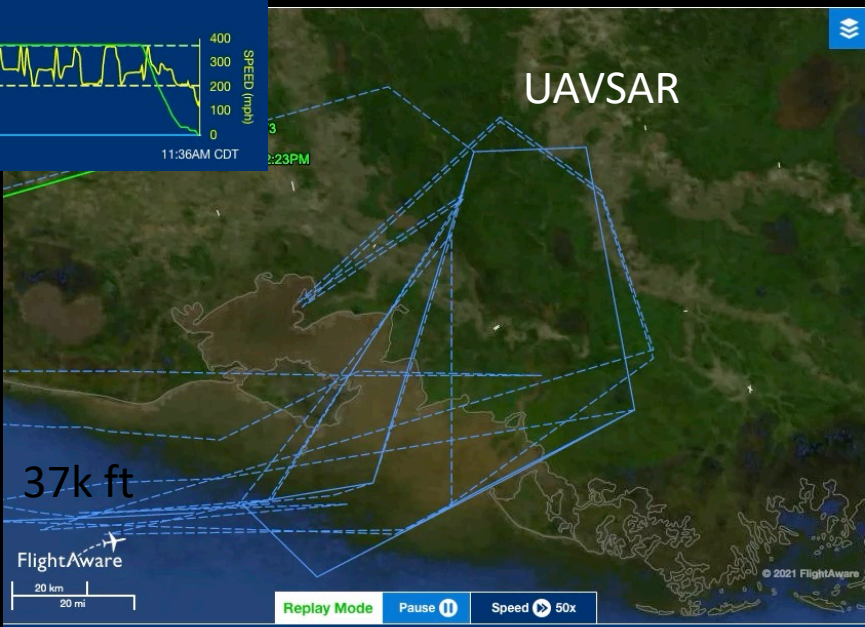 400
300
200
100
0
SPEED (mph)
11:36AM CDT
UAVSAR
:23PM
37k ft
FlightAware
20 km
20 mi
© 2021 FlightAware
Replay Mode
Pause
Speed
50x